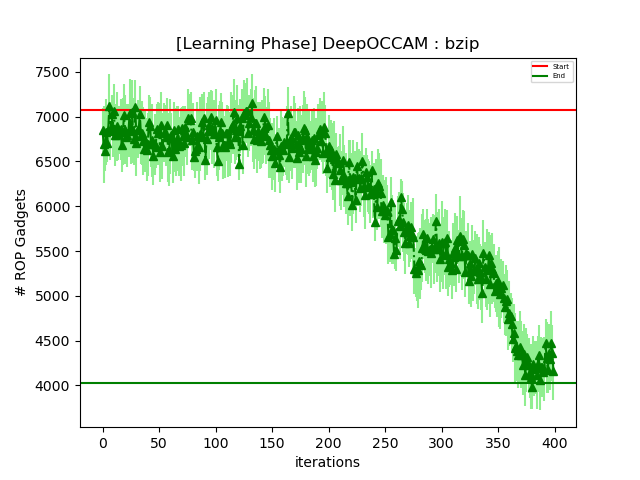 [Learning Phase] DeepOCCAM : bzip
Start
End
# ROP Gadgets
7500
7000
6500
6000
5500
5000
4500
4000
0 50 100 150 200 250 300 350 400
iterations